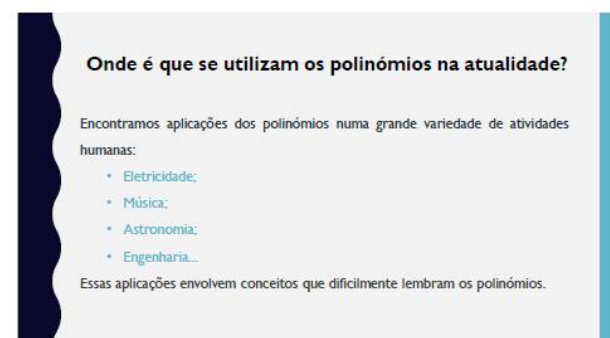 Onde é que se utilizam os polinómios na atualidade?
Encontramos aplicações dos polinómios numa grande variedade de atividades
humanas:
• Eletricidade;
• Música;
• Astronomia;
• Engenharia...
Essas aplicações envolvem conceitos que dificilmente lembram os polinómios.